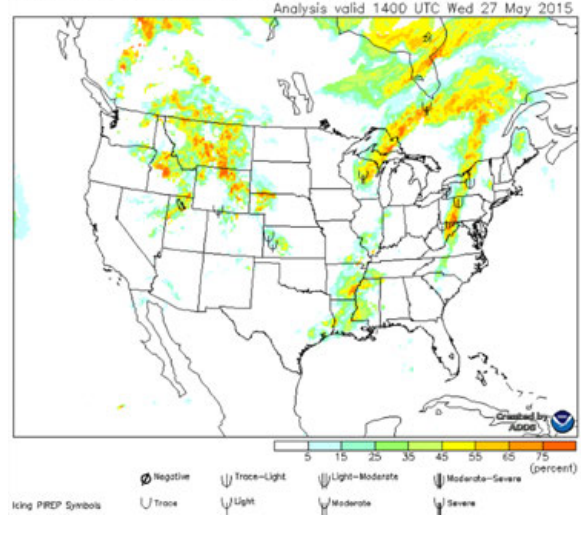 Analysis valid 1400 UTC Wed 27 May 2015
Created by
ADDS
5 15 25 35 45 55 65 75
(percent)
Negative Trace-Light Light-Moderate Moderate-Severe
Icing PIREP Symbols Trace Light Moderate Severe